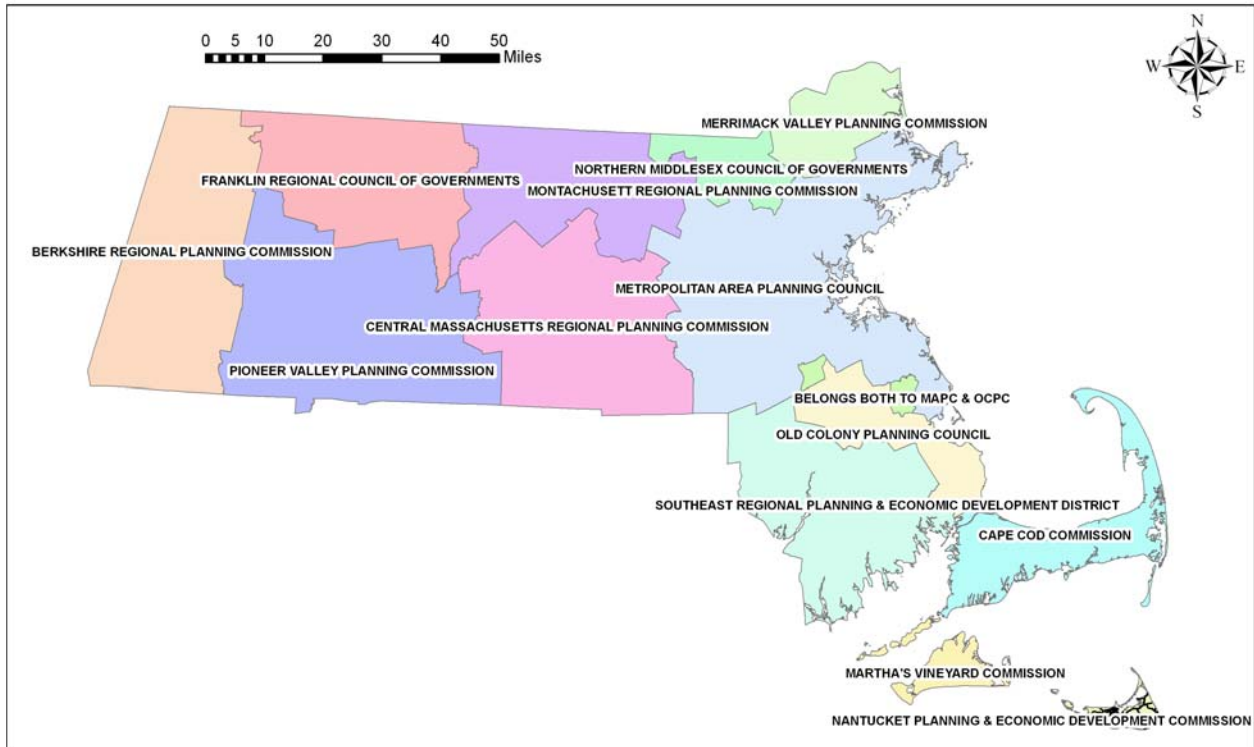 0 5 10 20 30 40 50
Miles
N
W E
S
MERRIMACK VALLEY PLANNING COMMISSION
NORTHERN MIDDLESEX COUNCIL OF GOVERNMENTS
FRANKLIN REGIONAL COUNCIL OF GOVERNMENTS
MONTACHUSETT REGIONAL PLANNING COMMISSION
BERKSHIRE REGIONAL PLANNING COMMISSION
METROPOLITAN AREA PLANNING COUNCIL
CENTRAL MASSACHUSETTS REGIONAL PLANNING COMMISSION
PIONEER VALLEY PLANNING COMMISSION
BELONGS BOTH TO MAPC & OCPC
OLD COLONY PLANNING COUNCIL
SOUTHEAST REGIONAL PLANNING & ECONOMIC DEVELOPMENT DISTRICT
CAPE COD COMMISSION
MARTHA'S VINEYARD COMMISSION
NANTUCKET PLANNING & ECONOMIC DEVELOPMENT COMMISSION